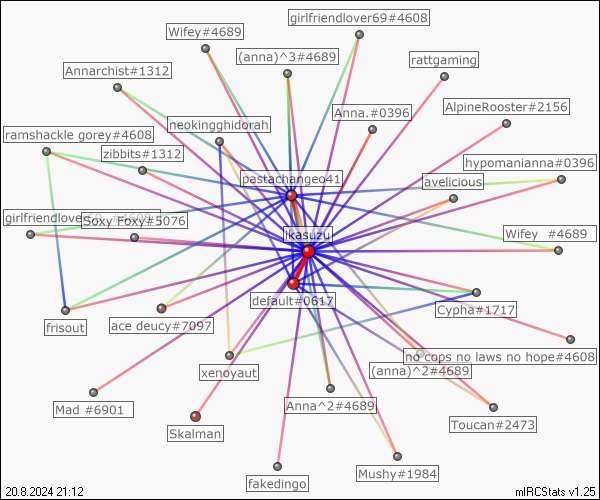 girlfriendlover69#4608
Wifey#4689
(anna)^3#4689
rattgaming
Annarchist#1312
AlpineRooster#2156
Anna.#0396
neokingghidorah
ramshackle gorey#4608
zibbits#1312
hypomanianna#0396
pastachangeo41
avelicious
girlfriendlove
Soxy Foxy#5076
ikasuzu
Wifey #4689
default#0617
Cypha#1717
frisout
ace deucy#7097
no cops no laws no hope#4608
(anna)^2#4689
xenoyaut
Anna^2#4689
Mad #6901
Toucan#2473
Skalman
Mushy#1984
fakedingo
20.8.2024 21:12
mIRCStats v1.25